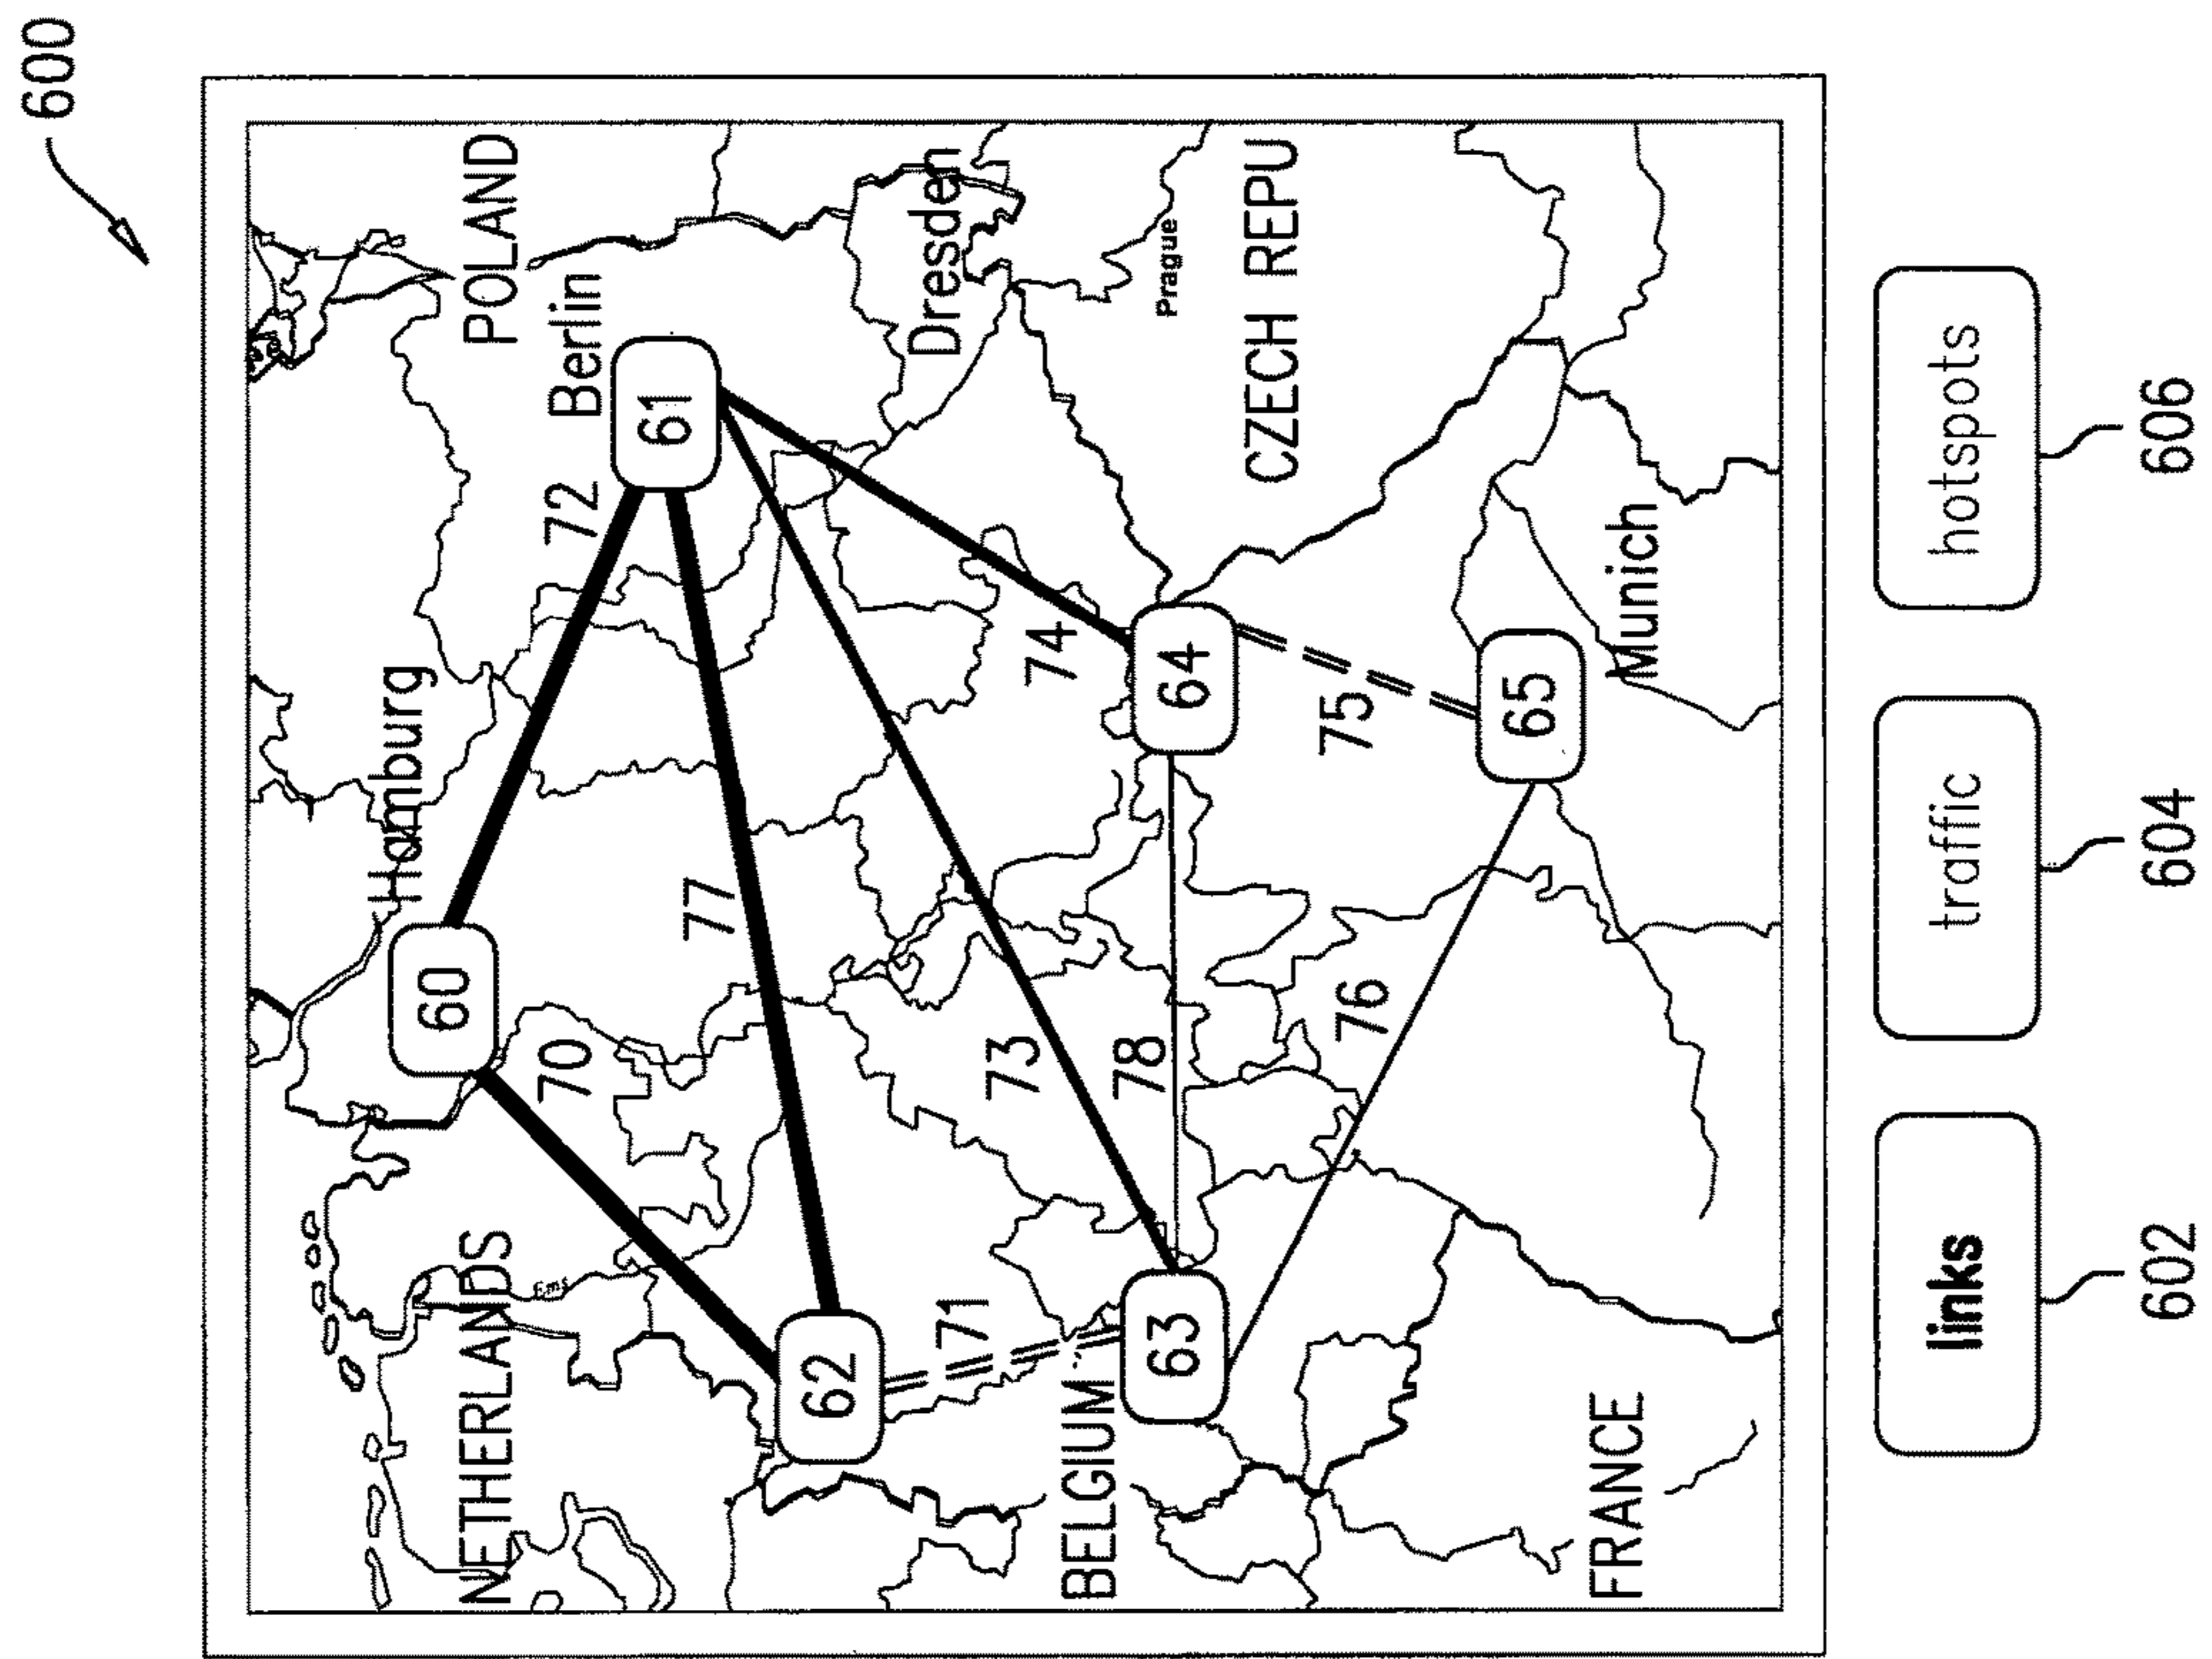 600
Hamburg
60
POLAND
Berlin
72
61
NETHERLANDS
Ems
70
77
62
Dresden
71
73
74
Prague
BELGIUM
63
78
64
CZECH REPU
76
75
65
Munich
FRANCE
links
traffic
hotspots
602
604
606